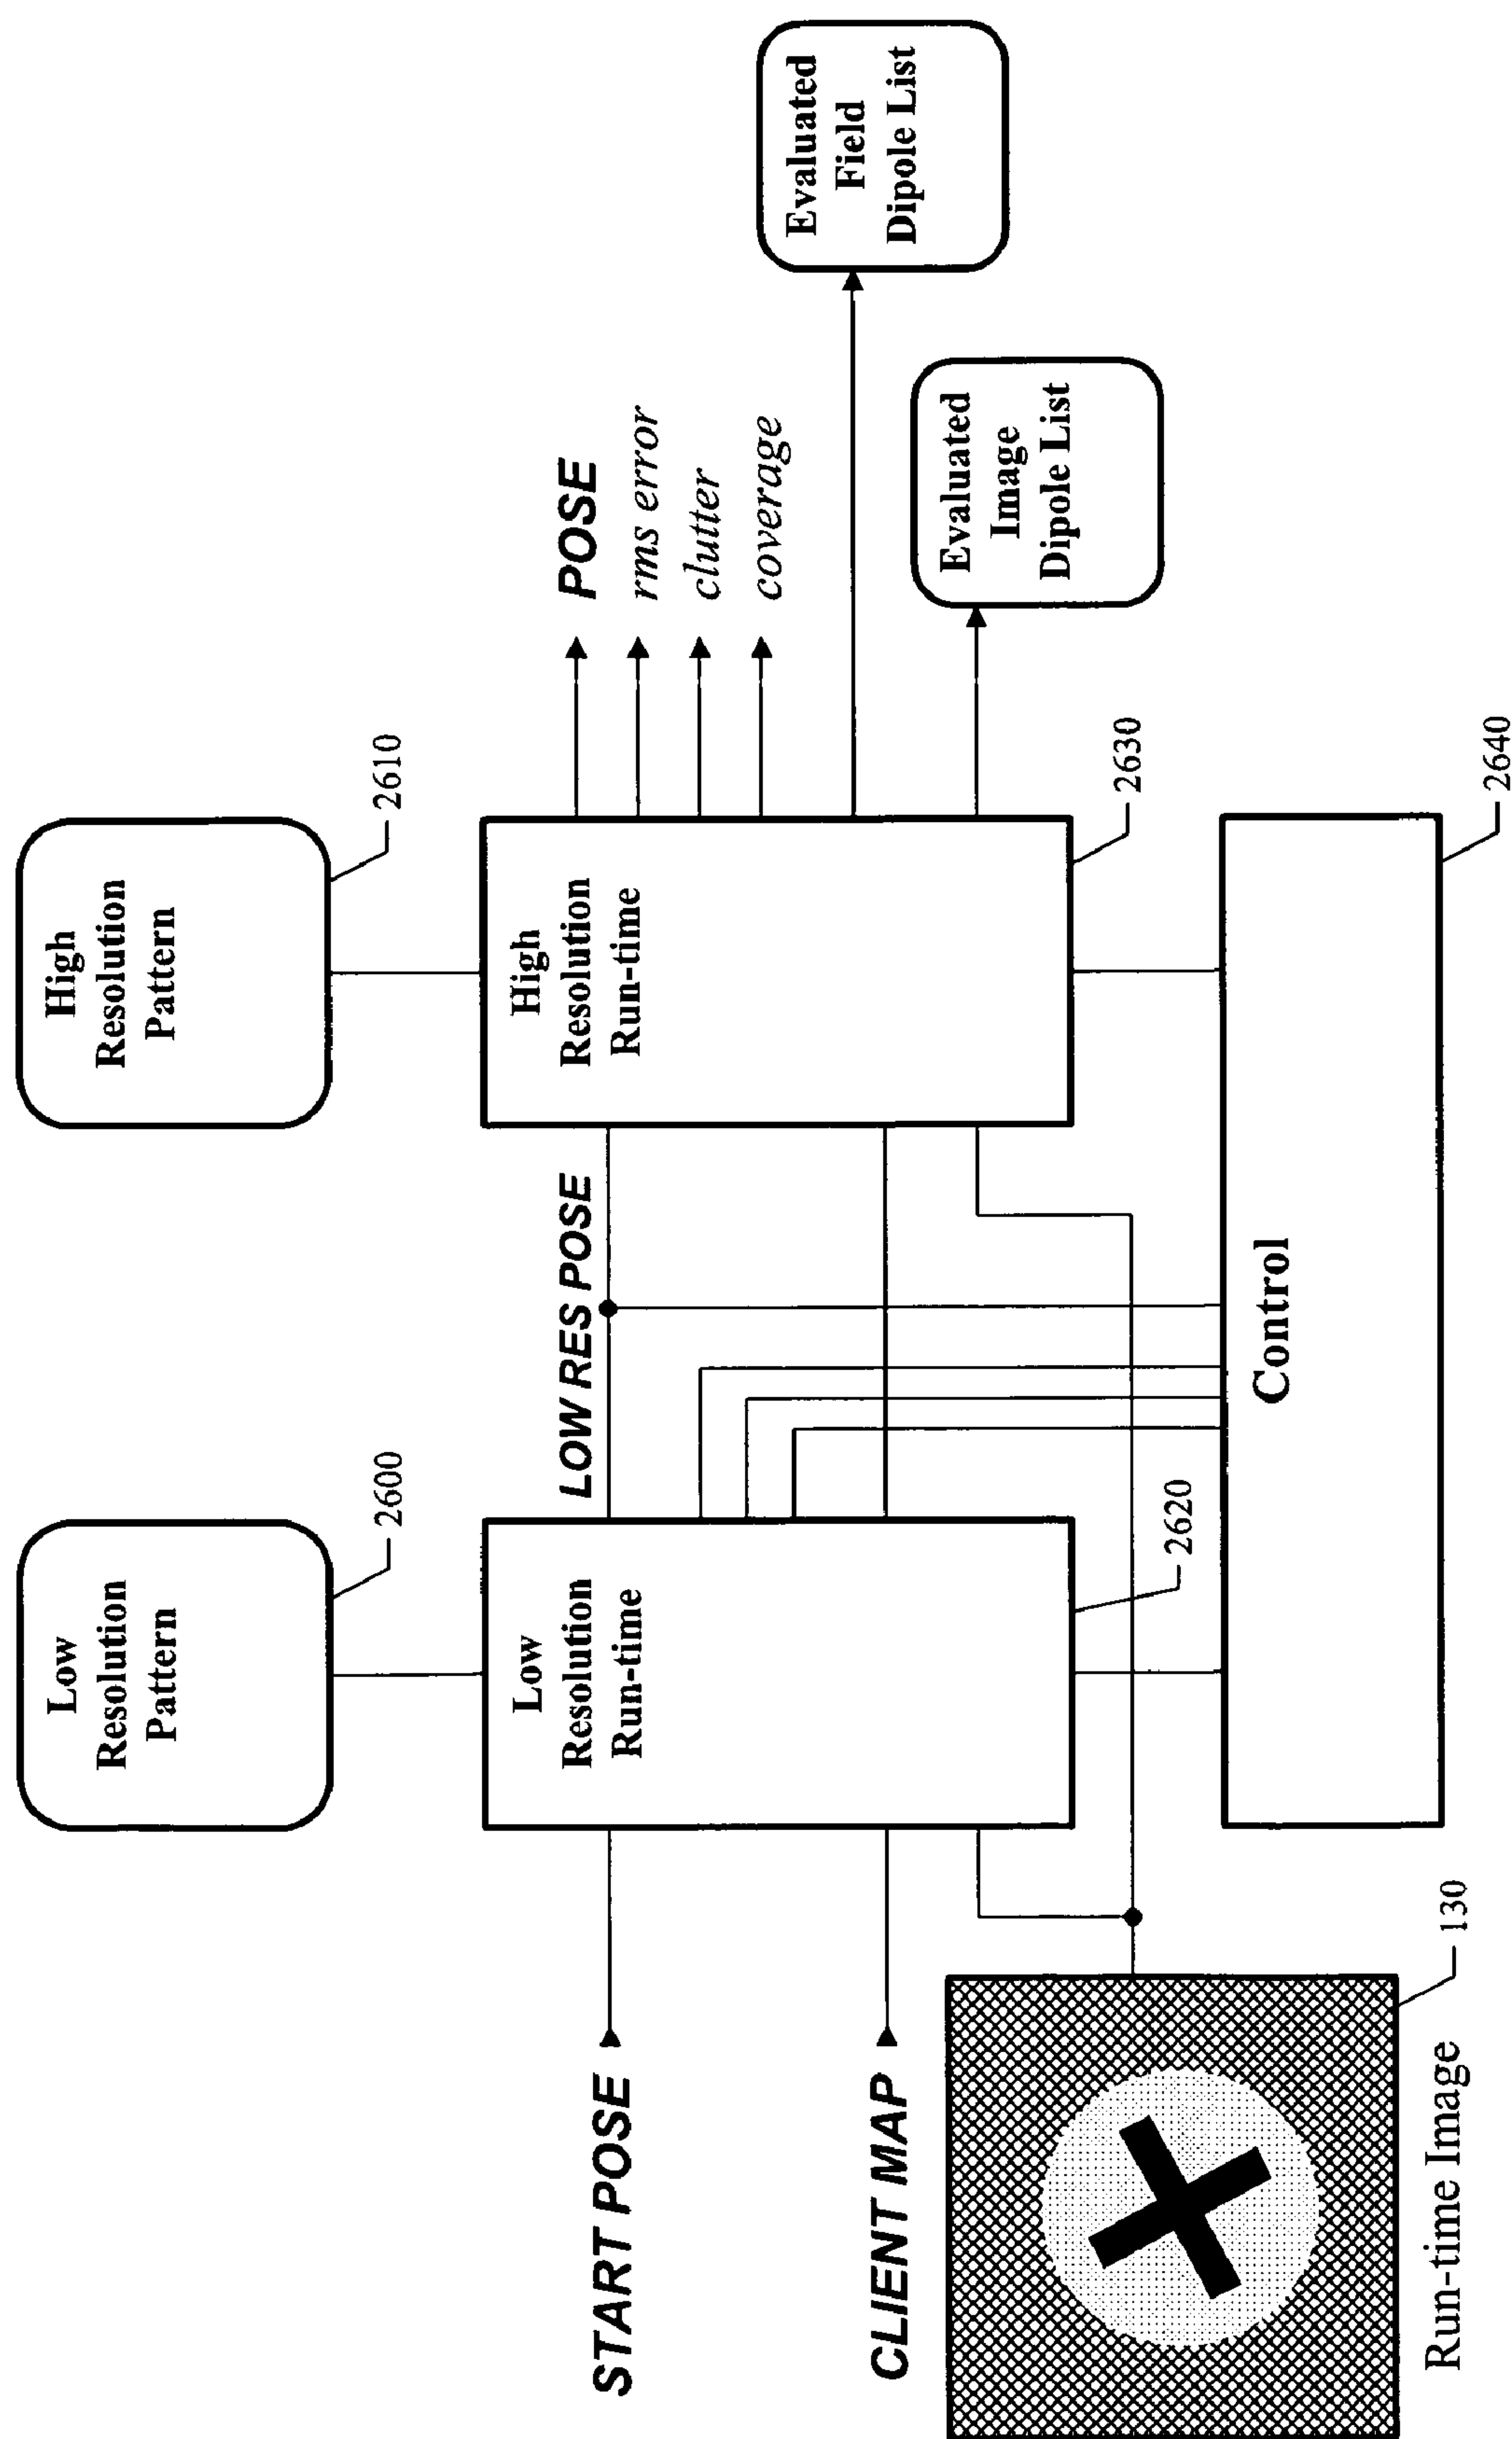 Low
Resolution
Pattern
2600
High
Resolution
Pattern
2610
START POSE
CLIENT MAP
Low
Resolution
Run-time
2620
LOW RES POSE
High
Resolution
Run-time
2630
POSE
rms error
clutter
coverage
Evaluated
Field
Dipole List
Evaluated
Image
Dipole List
Control
2640
130
Run-time Image